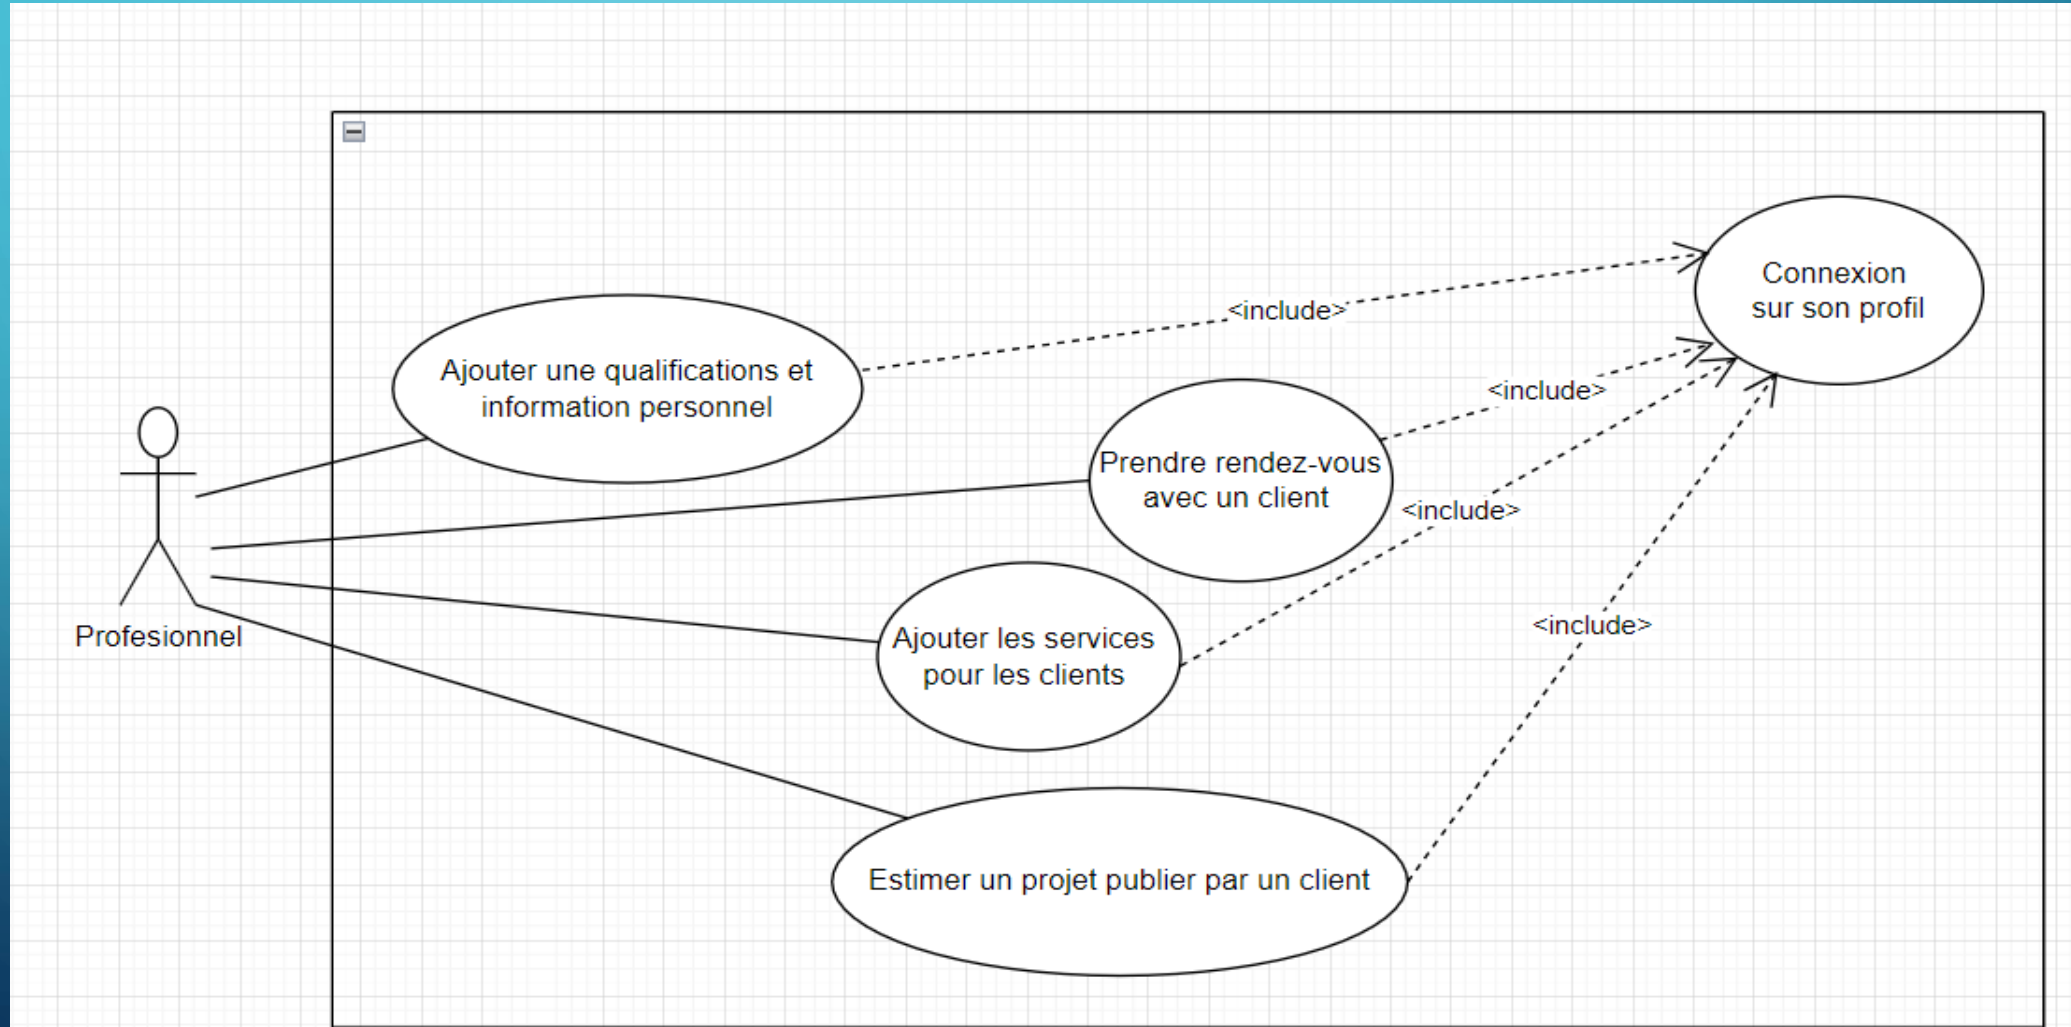 Connexion
sur son profil
<include>
Ajouter une qualifications et
information personnel
<include>
Prendre rendez-vous
avec un client
<include>
Profesionnel
Ajouter les services
pour les clients
<include>
Estimer un projet publier par un client